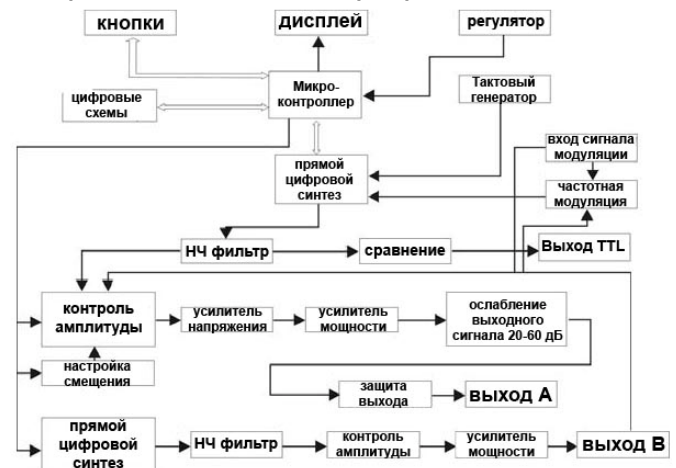 кнопки
дисплей
регулятор
Микро-
контроллер
Тактовый
генератор
цифровые
схемы
вход сигнала
модуляции
прямой
цифровой
синтез
частотная
модуляция
НЧ фильтр
сравнение
Выход TTL
контроль
амплитуды
усилитель
напряжения
усилитель
мощности
ослабление
выходного
сигнала 20-60 дБ
настройка
смещения
защита
выхода
выход А
прямой
цифровой
синтез
НЧ фильтр
контроль
амплитуды
усилитель
мощности
выход В